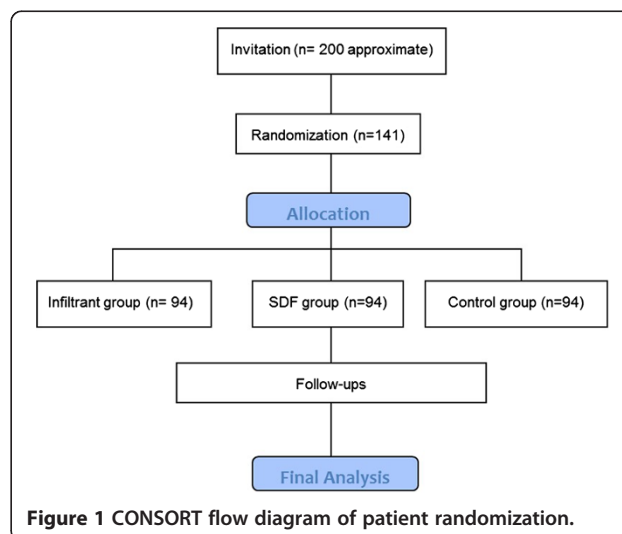 Invitation (n= 200 approximate)
Randomization (n=141)
Allocation
Infiltrant group (n= 94)
SDF group (n=94)
Control group (n=94)
Follow-ups
Final Analysis
Figure 1 CONSORT flow diagram of patient randomization.